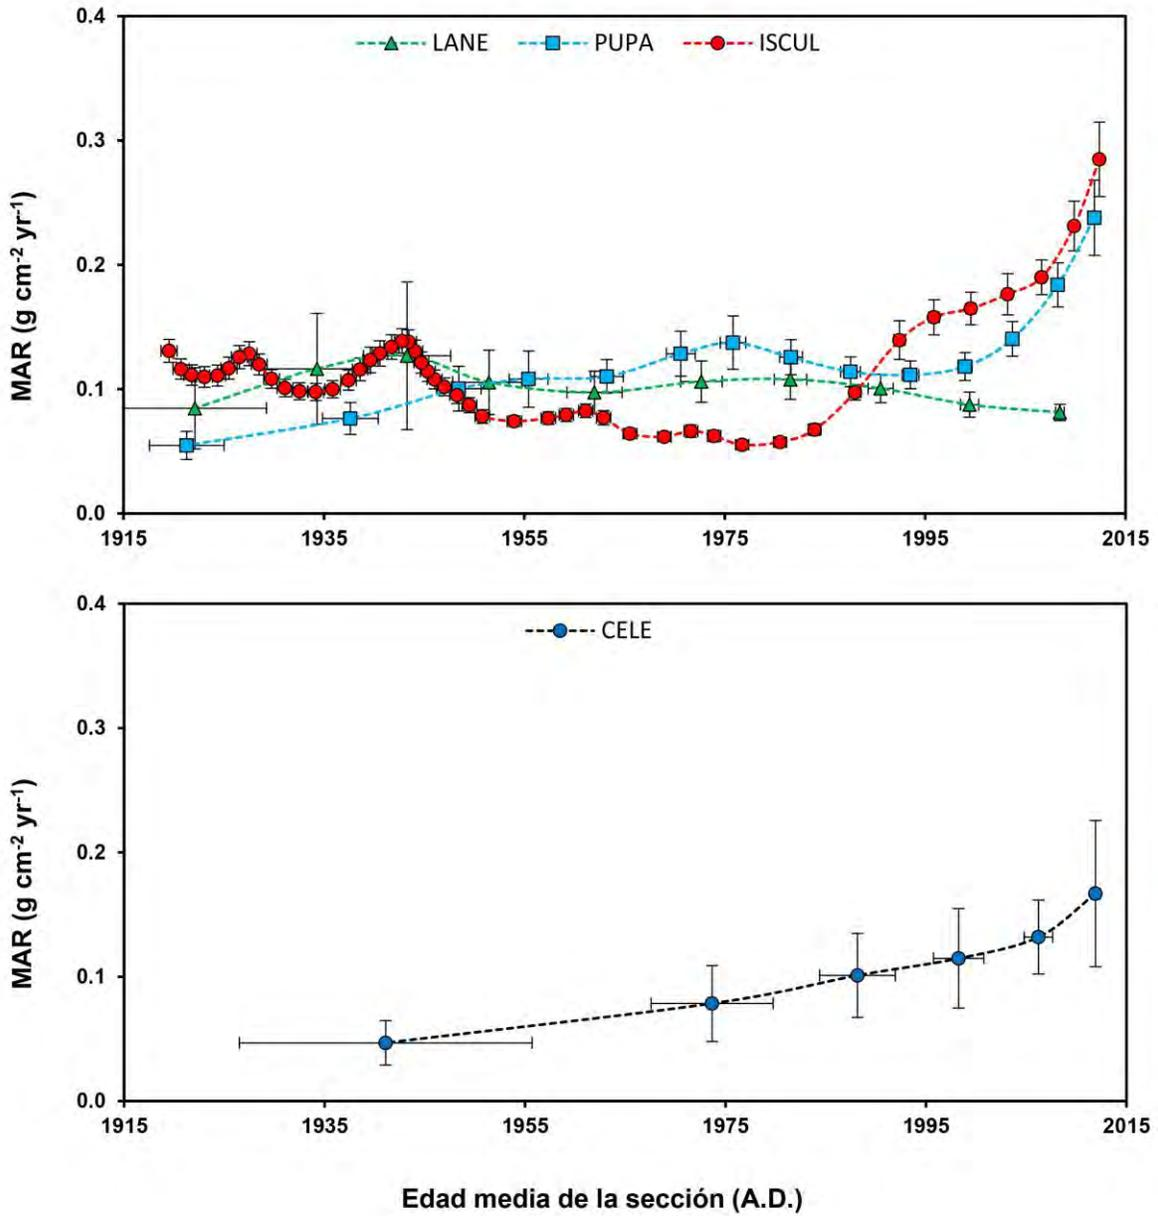 0.4
LANE PUPA ISCUL
0.3
0.2
0.1
0.0
MAR (g cm-2 yr-1)
1915 1935 1955 1975 1995 2015
0.4
CELE
0.3
0.2
0.1
0.0
MAR (g cm-2 yr-1)
1915 1935 1955 1975 1995 2015
Edad media de la sección (A.D.)